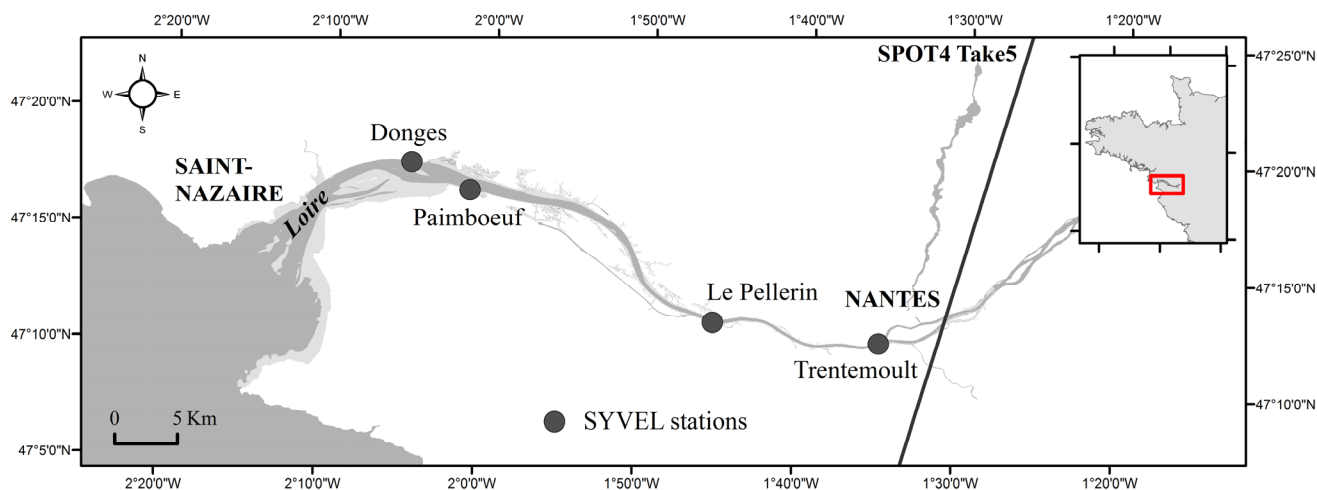 2°20'0"W 2°10'0"W 2°00'0"W 1°50'0"W 1°40'0"W 1°30'0"W 1°20'0"W
SPOT4 Take5
47°25'0"N
N
W E
S
47°20'0"N
Donges
SAINT-
NAZAIRE
47°20'0"N
Loire
Paimboeuf
47°15'0"N
Le Pellerin
NANTES
47°15'0"N
47°10'0"N
Trentemoult
0 5 Km
SYVEL stations
47°10'0"N
47°5'0"N
2°20'0"W 2°10'0"W 2°00'0"W 1°50'0"W 1°40'0"W 1°30'0"W 1°20'0"W